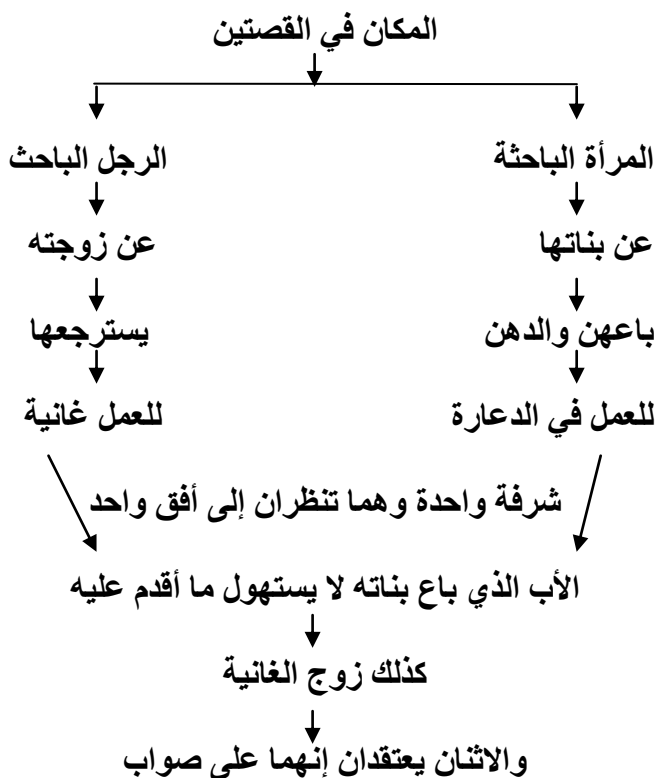 المكان في القصتين
المرأة الباحثة
الرجل الباحث
عن بناتها
عن زوجته
باعهن والدهن
يسترجعها
للعمل في الدعارة
للعمل غانية
شرفة واحدة وهما تنظران إلى أفق واحد
الأب الذي باع بناته لا يستهول ما أقدم عليه
كذلك زوج الغانية
والاثنان يعتقدان إنهما على صواب